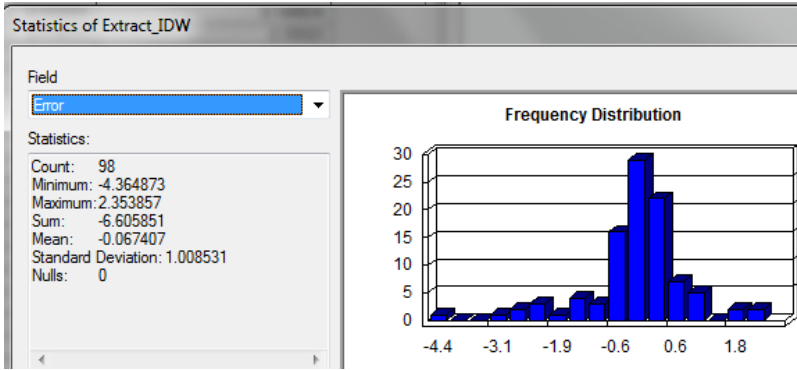 Statistics of Extract_IDW
Field
Error
Statistics:
Count: 98
Minimum: -4.364873
Maximum: 2.353857
Sum: -6.605851
Mean: -0.067407
Standard Deviation: 1.008531
Nulls: 0
Frequency Distribution
30
25
20
15
10
5
0
-4.4 -3.1 -1.9 -0.6 0.6 1.8